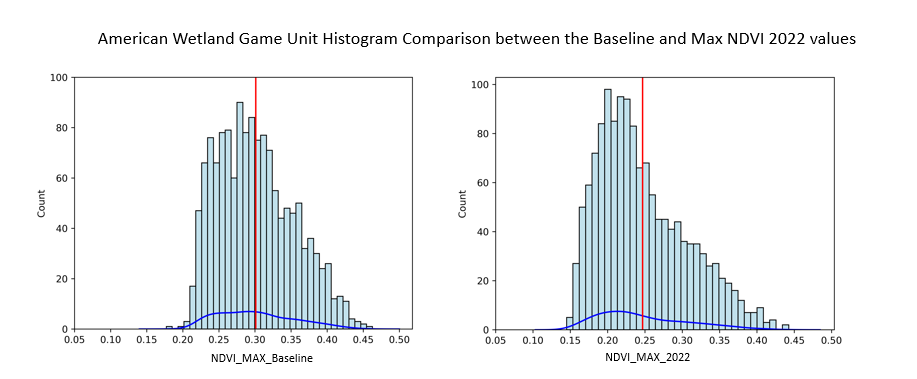 American Wetland Game Unit Histogram Comparison between the Baseline and Max NDVI 2022 values
100
80
60
40
20
0
Count
0.05 0.10 0.15 0.20 0.25 0.30 0.35 0.40 0.45 0.50
NDVI_MAX_Baseline
100
80
60
40
20
0
Count
0.05 0.10 0.15 0.20 0.25 0.30 0.35 0.40 0.45 0.50
NDVI_MAX_2022